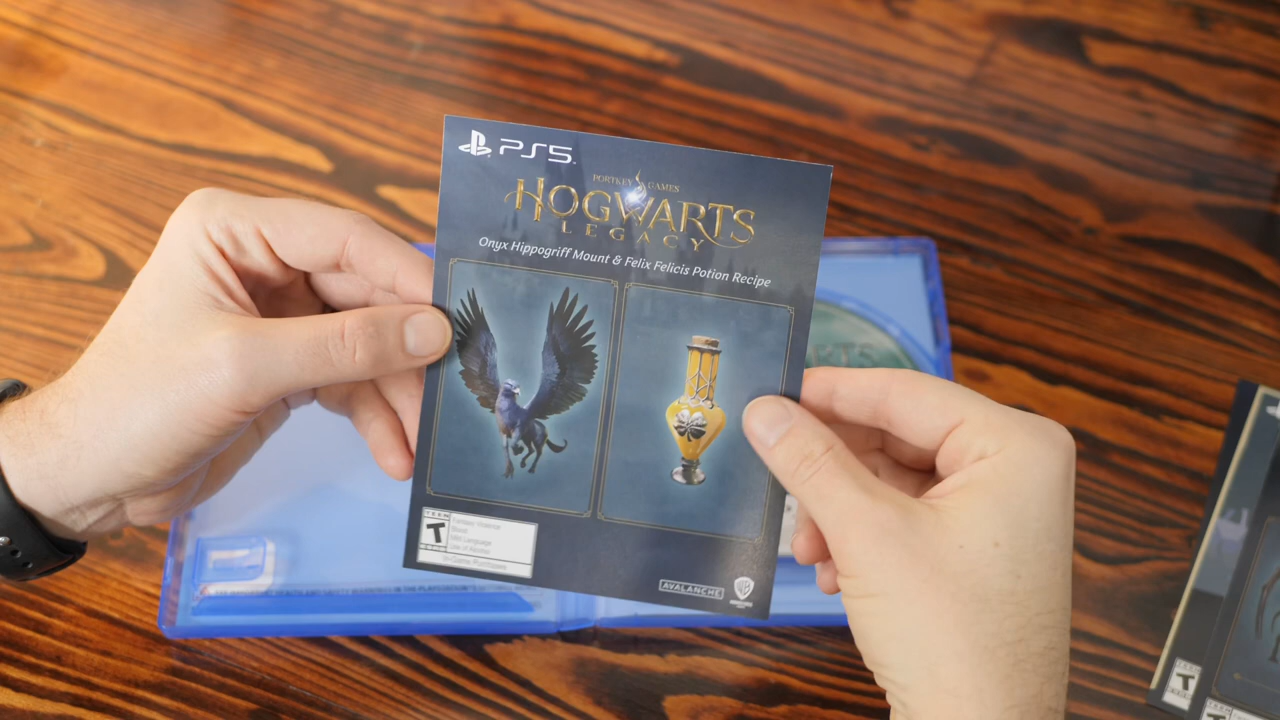 PS5
PORTKEY GAMES
HOGWARTS
LEGACY
Onyx Hippogriff Mount & Felix Felicis Potion Recipe
TEEN
T
Fantasy Violence
Blood
Mild Language
Use of Alcohol
In-Game Purchases
AVALANCHE
WB
T